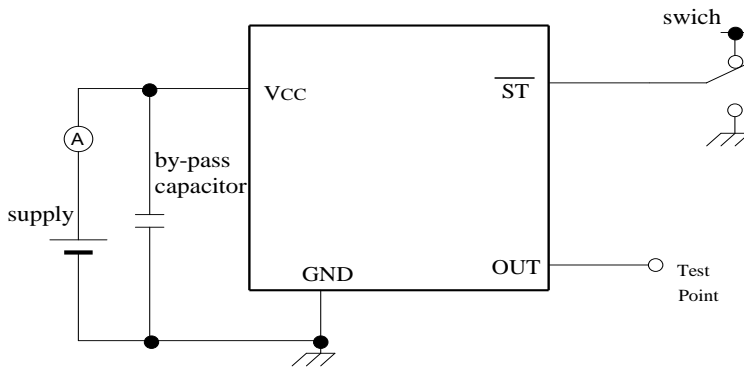 swich
VCC
ST
A
by-pass
capacitor
supply
GND
OUT
Test
Point